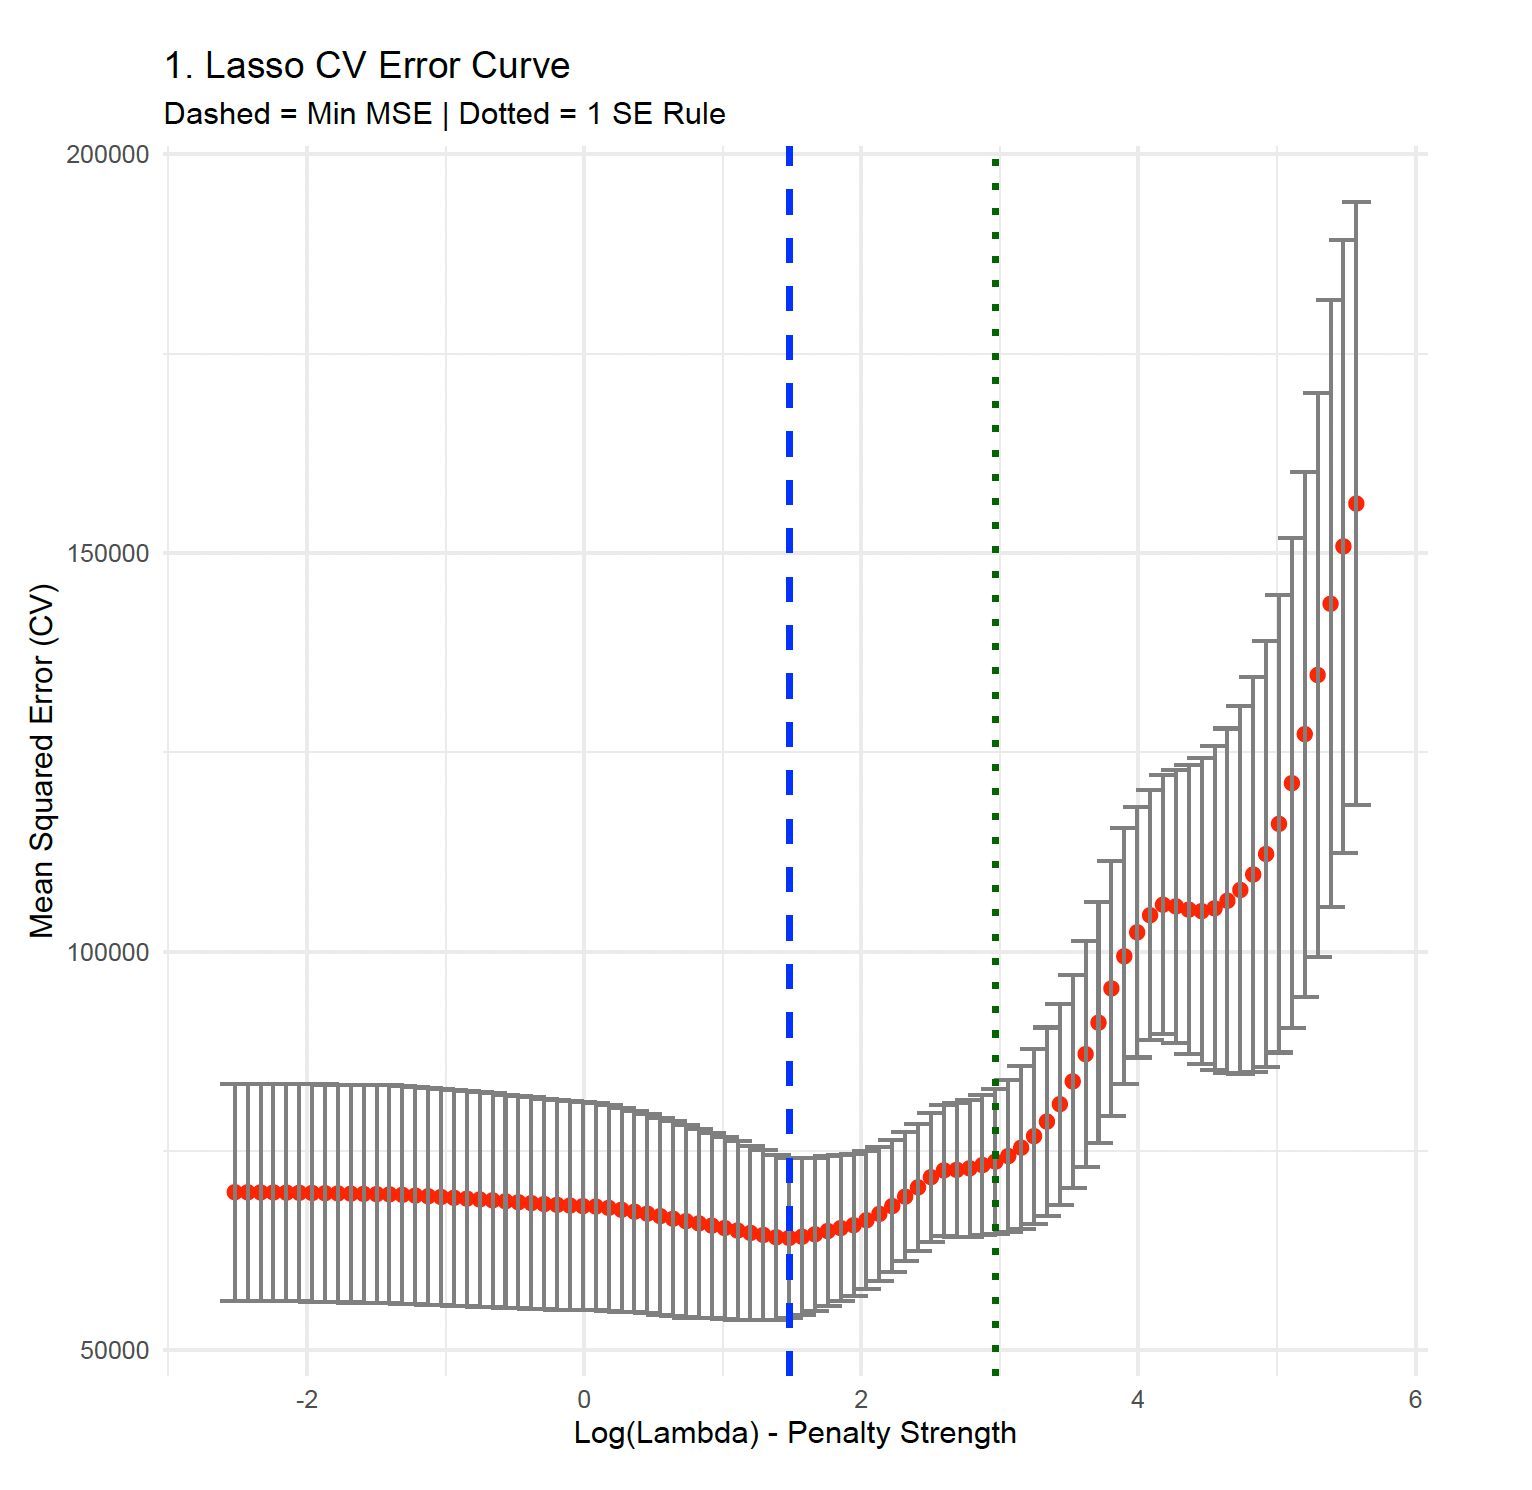 1. Lasso CV Error Curve
Dashed = Min MSE | Dotted = 1 SE Rule
200000
150000
100000
50000
Mean Squared Error (CV)
-2
0
2
4
6
Log(Lambda) - Penalty Strength